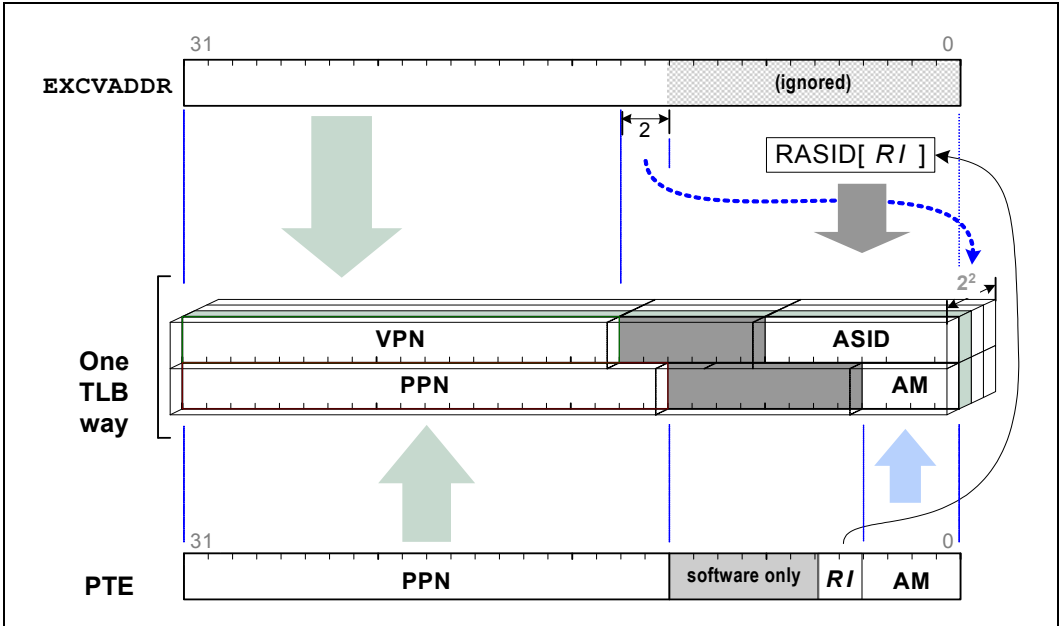 31 0
EXCVADDR (ignored)
2
RASID[ RI ]
2²
VPN ASID
One
TLB
way
PPN AM
31 0
PTE PPN software only RI AM